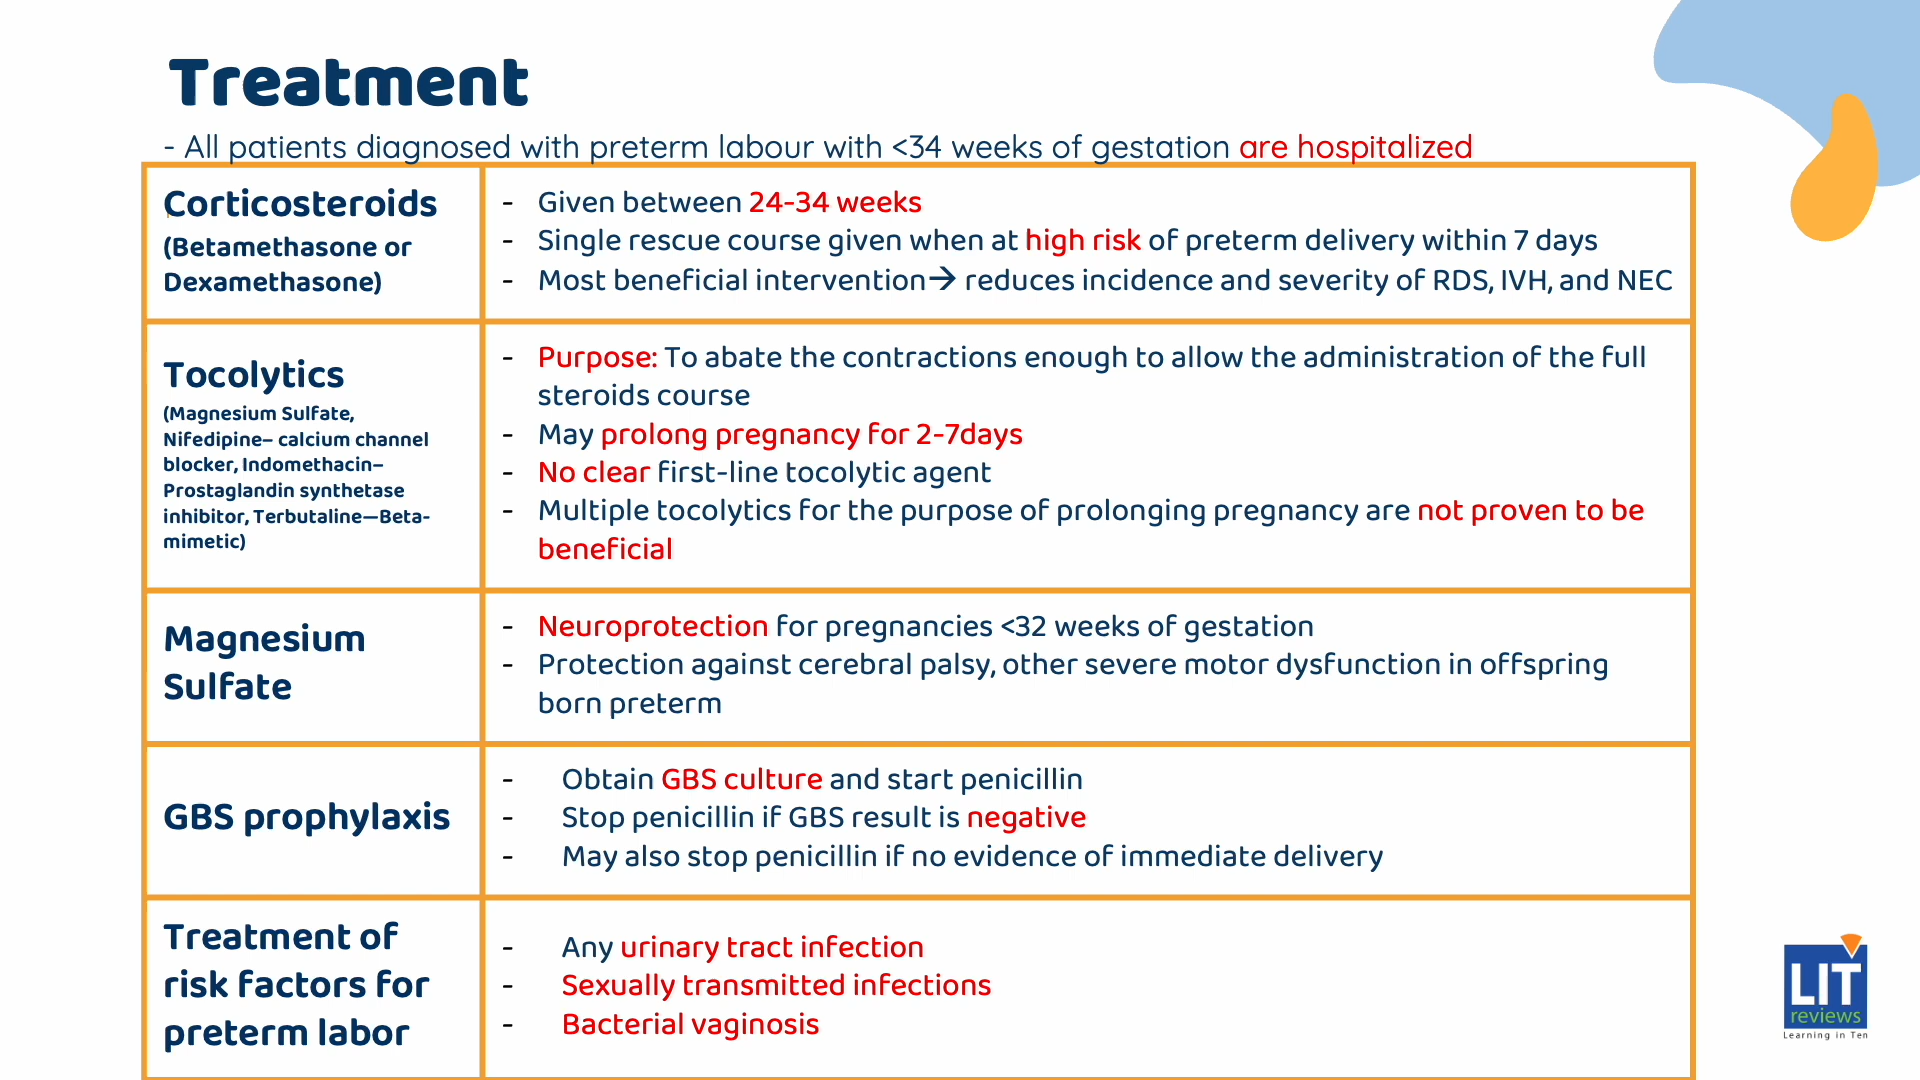 Treatment
- All patients diagnosed with preterm labour with <34 weeks of gestation are hospitalized
Corticosteroids
(Betamethasone or
Dexamethasone)
- Given between 24-34 weeks
- Single rescue course given when at high risk of preterm delivery within 7 days
- Most beneficial intervention→ reduces incidence and severity of RDS, IVH, and NEC
Tocolytics
(Magnesium Sulfate,
Nifedipine– calcium channel
blocker, Indomethacin–
Prostaglandin synthetase
inhibitor, Terbutaline—Beta-
mimetic)
- Purpose: To abate the contractions enough to allow the administration of the full
steroids course
- May prolong pregnancy for 2-7days
- No clear first-line tocolytic agent
- Multiple tocolytics for the purpose of prolonging pregnancy are not proven to be
beneficial
Magnesium
Sulfate
- Neuroprotection for pregnancies <32 weeks of gestation
- Protection against cerebral palsy, other severe motor dysfunction in offspring
born preterm
GBS prophylaxis
- Obtain GBS culture and start penicillin
- Stop penicillin if GBS result is negative
- May also stop penicillin if no evidence of immediate delivery
Treatment of
risk factors for
preterm labor
- Any urinary tract infection
- Sexually transmitted infections
- Bacterial vaginosis
LIT
reviews
Learning in Ten